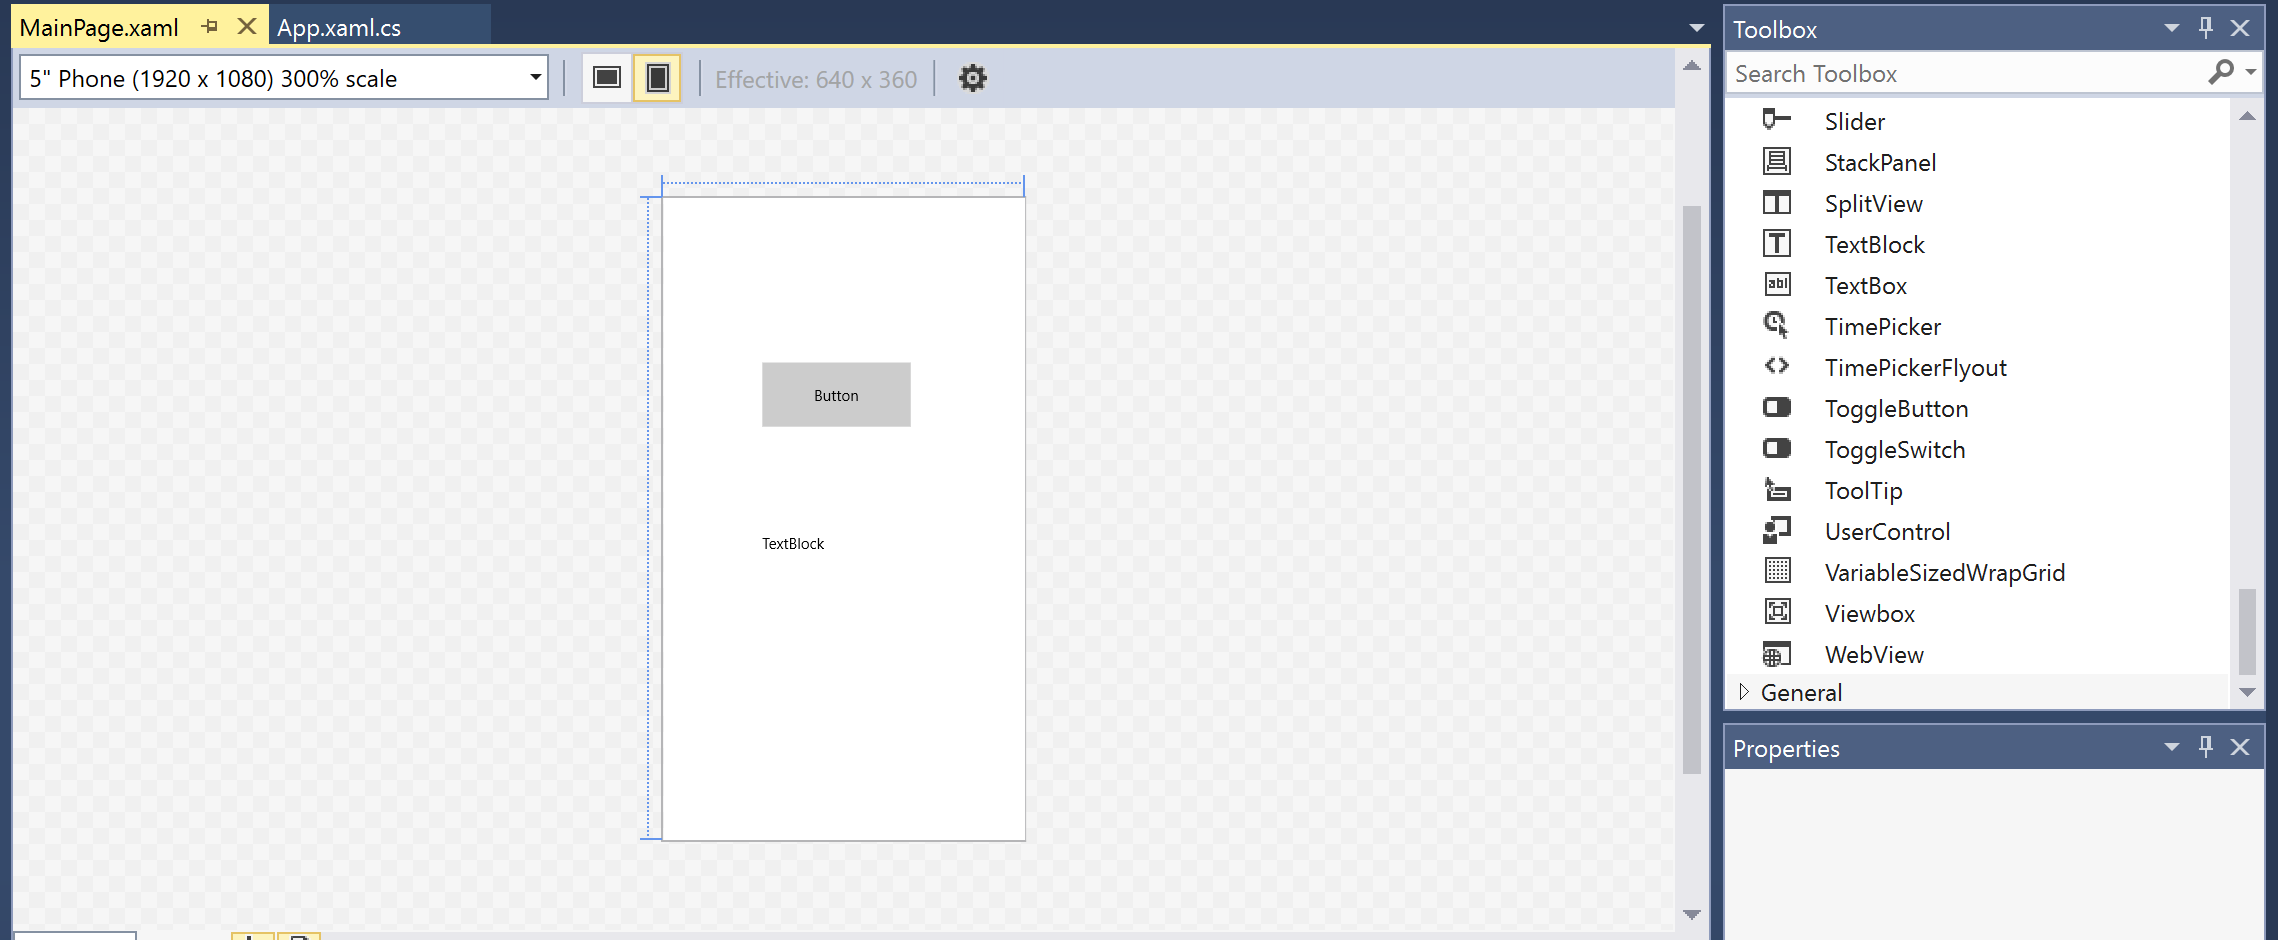 MainPage.xaml App.xaml.cs
5" Phone (1920 x 1080) 300% scale Effective: 640 x 360
Button
TextBlock
Toolbox
Search Toolbox
Slider
StackPanel
SplitView
TextBlock
abl TextBox
TimePicker
TimePickerFlyout
ToggleButton
ToggleSwitch
ToolTip
UserControl
VariableSizedWrapGrid
Viewbox
WebView
General
Properties